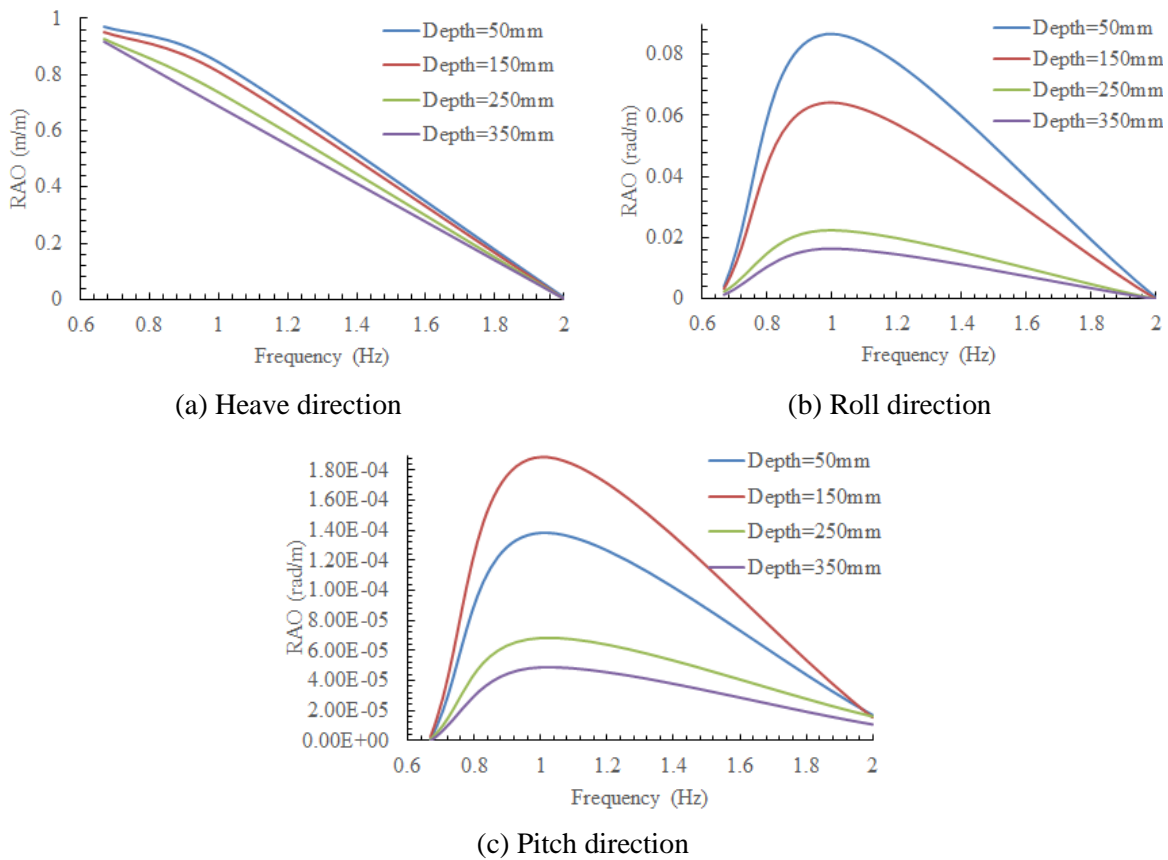 1
0.8
0.6
0.4
0.2
0
RAO (m/m)
0.6 0.8 1 1.2 1.4 1.6 1.8 2
Frequency (Hz)
Depth=50mm
Depth=150mm
Depth=250mm
Depth=350mm
(a) Heave direction
0.08
0.06
0.04
0.02
0
RAO (rad/m)
0.6 0.8 1 1.2 1.4 1.6 1.8 2
Frequency (Hz)
Depth=50mm
Depth=150mm
Depth=250mm
Depth=350mm
(b) Roll direction
1.80E-04
1.60E-04
1.40E-04
1.20E-04
1.00E-04
8.00E-05
6.00E-05
4.00E-05
2.00E-05
0.00E+00
RAO (rad/m)
0.6 0.8 1 1.2 1.4 1.6 1.8 2
Frequency (Hz)
Depth=50mm
Depth=150mm
Depth=250mm
Depth=350mm
(c) Pitch direction